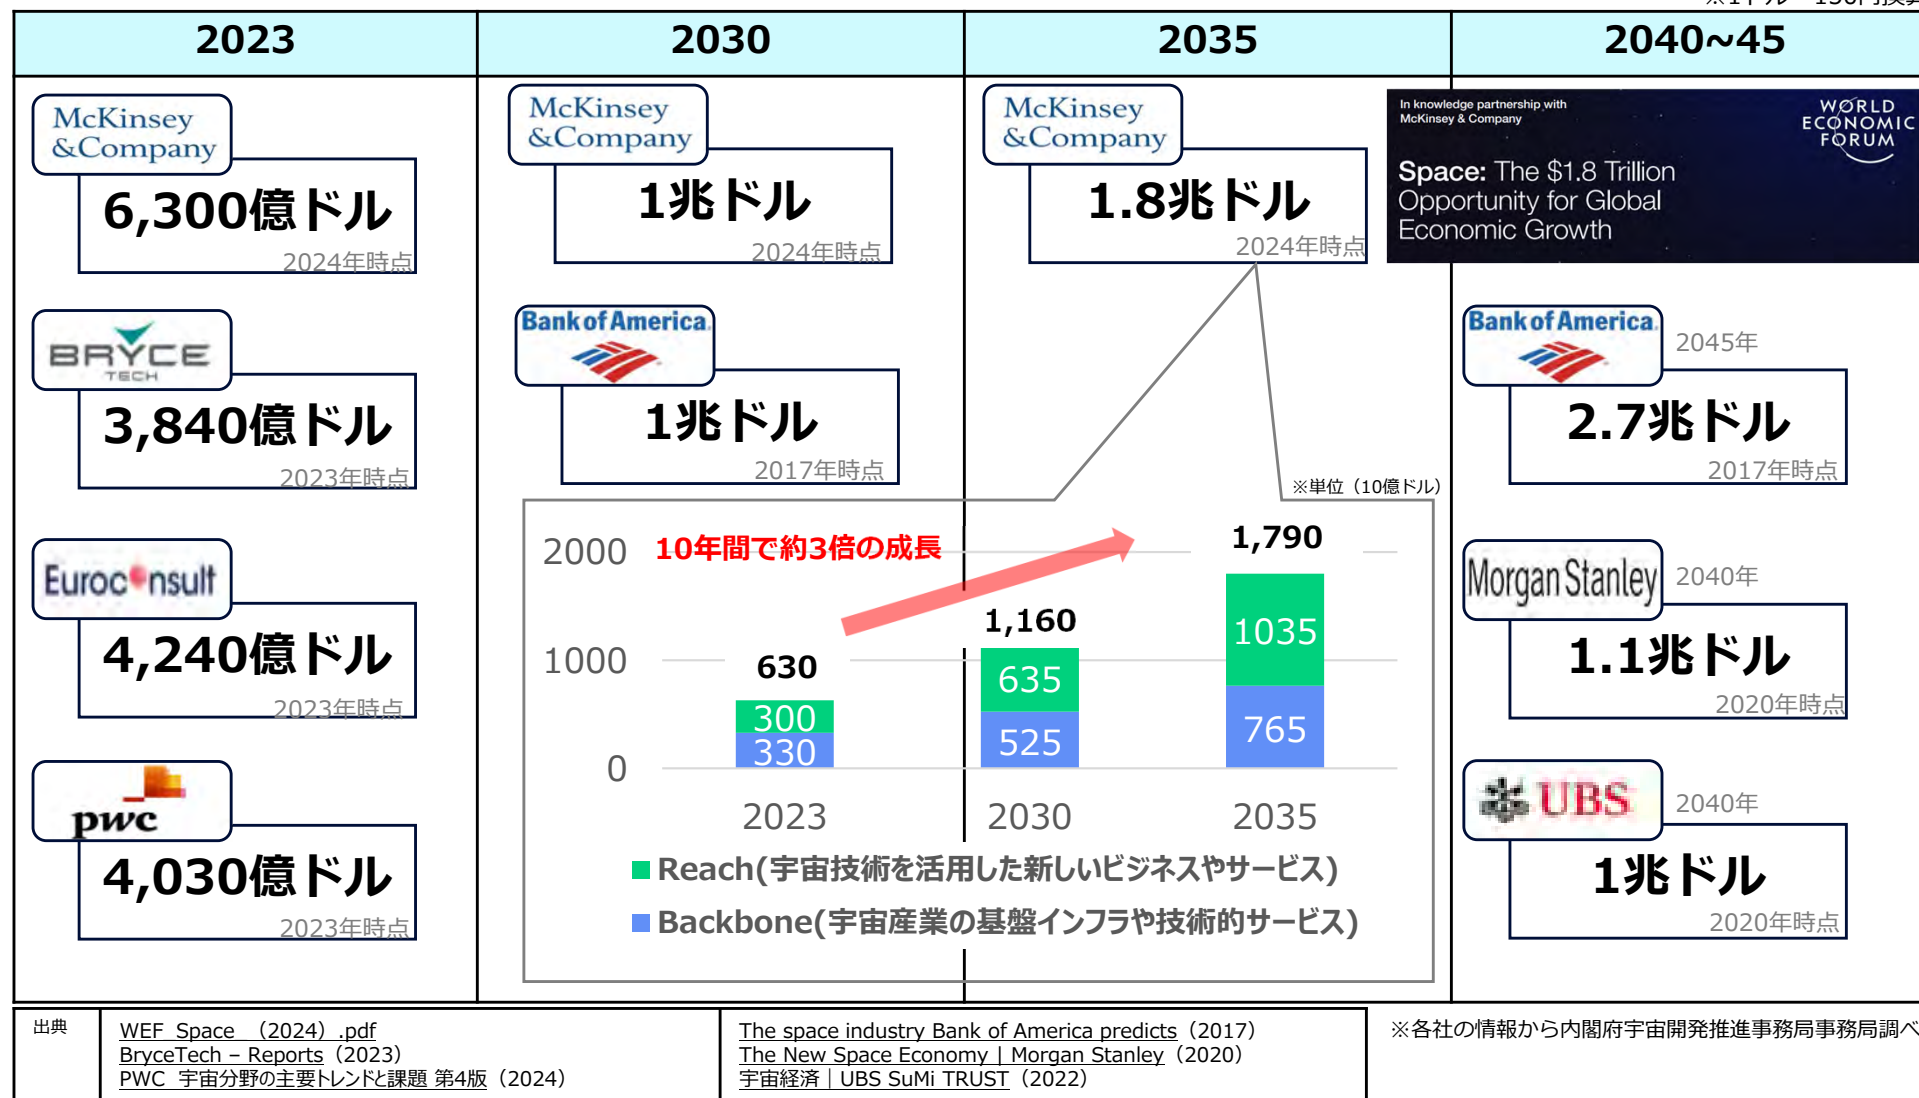 2023
2030
2035
2040~45
McKinsey
&Company
6,300億ドル
2024年時点
BRYCE
TECH
3,840億ドル
2023年時点
Euroconsult
4,240億ドル
2023年時点
pwc
4,030億ドル
2023年時点
McKinsey
&Company
1兆ドル
2024年時点
Bank of America
1兆ドル
2017年時点
McKinsey
&Company
1.8兆ドル
2024年時点
In knowledge partnership with
McKinsey & Company
WORLD
ECONOMIC
FORUM
Space: The $1.8 Trillion
Opportunity for Global
Economic Growth
Bank of America
2045年
2.7兆ドル
2017年時点
Morgan Stanley
2040年
1.1兆ドル
2020年時点
UBS
2040年
1兆ドル
2020年時点
※単位（10億ドル）
10年間で約3倍の成長
2000
1000
0
630
300
330
1,160
635
525
1,790
1035
765
2023
2030
2035
Reach(宇宙技術を活用した新しいビジネスやサービス)
Backbone(宇宙産業の基盤インフラや技術的サービス)
出典
WEF_Space_（2024）.pdf
BryceTech – Reports（2023）
PWC_宇宙分野の主要トレンドと課題 第4版（2024）
The space industry Bank of America predicts（2017）
The New Space Economy | Morgan Stanley（2020）
宇宙経済｜UBS SuMi TRUST（2022）
※各社の情報から内閣府宇宙開発推進事務局事務局調べ